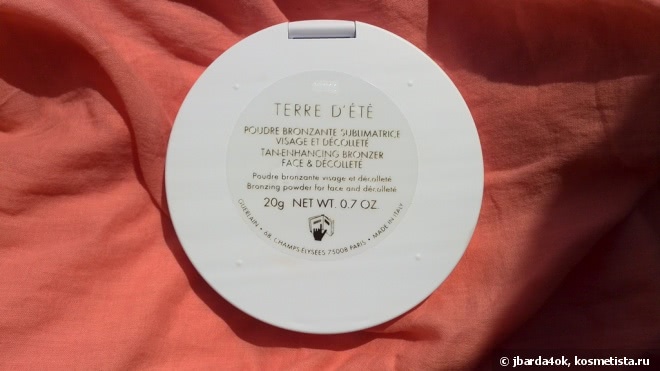 TERRE D'ÉTÉ
POUDRE BRONZANTE SUBLIMATRICE
VISAGE ET DÉCOLLETÉ
TAN-ENHANCING BRONZER
FACE & DÉCOLLETÉ
Poudre bronzante visage et décolleté
Bronzing powder for face and décolleté
20g NET WT. 0.7 OZ.
GUERLAIN • 68, CHAMPS-ÉLYSÉES 75008 PARIS • MADE IN ITALY
© jbarda4ok, kosmetista.ru